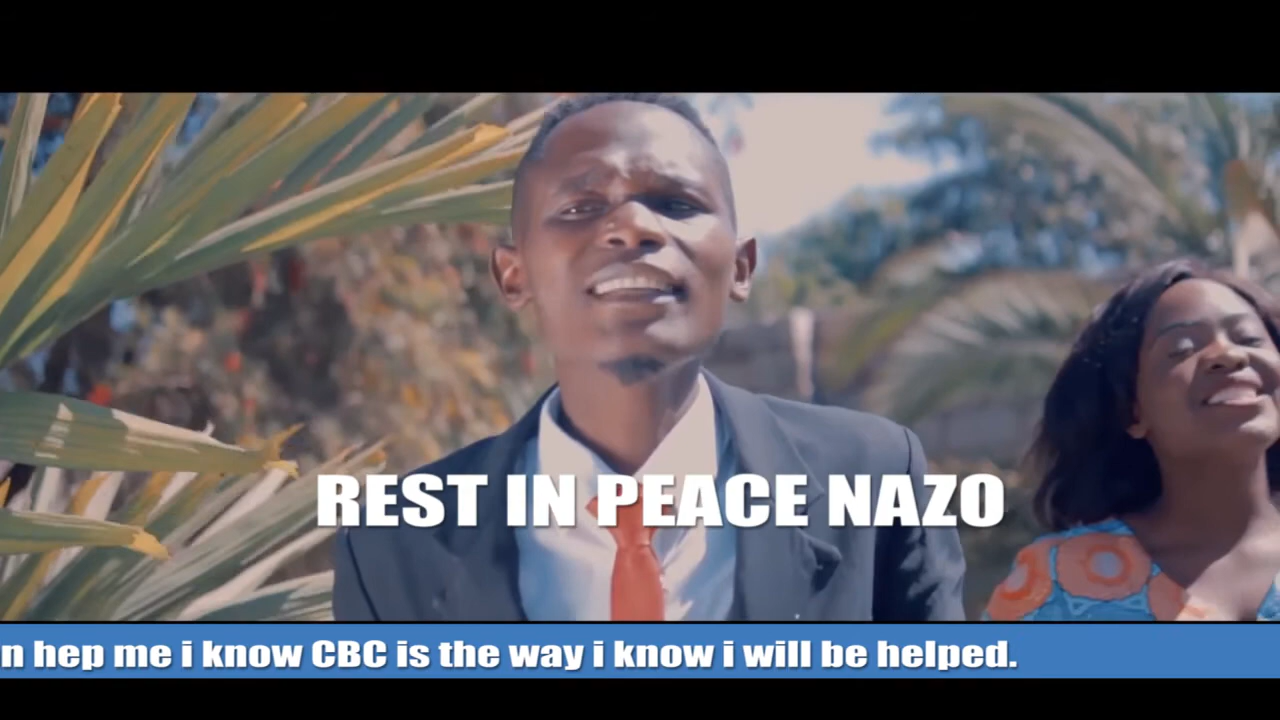 REST IN PEACE NAZO
n hep me i know CBC is the way i know i will be helped.